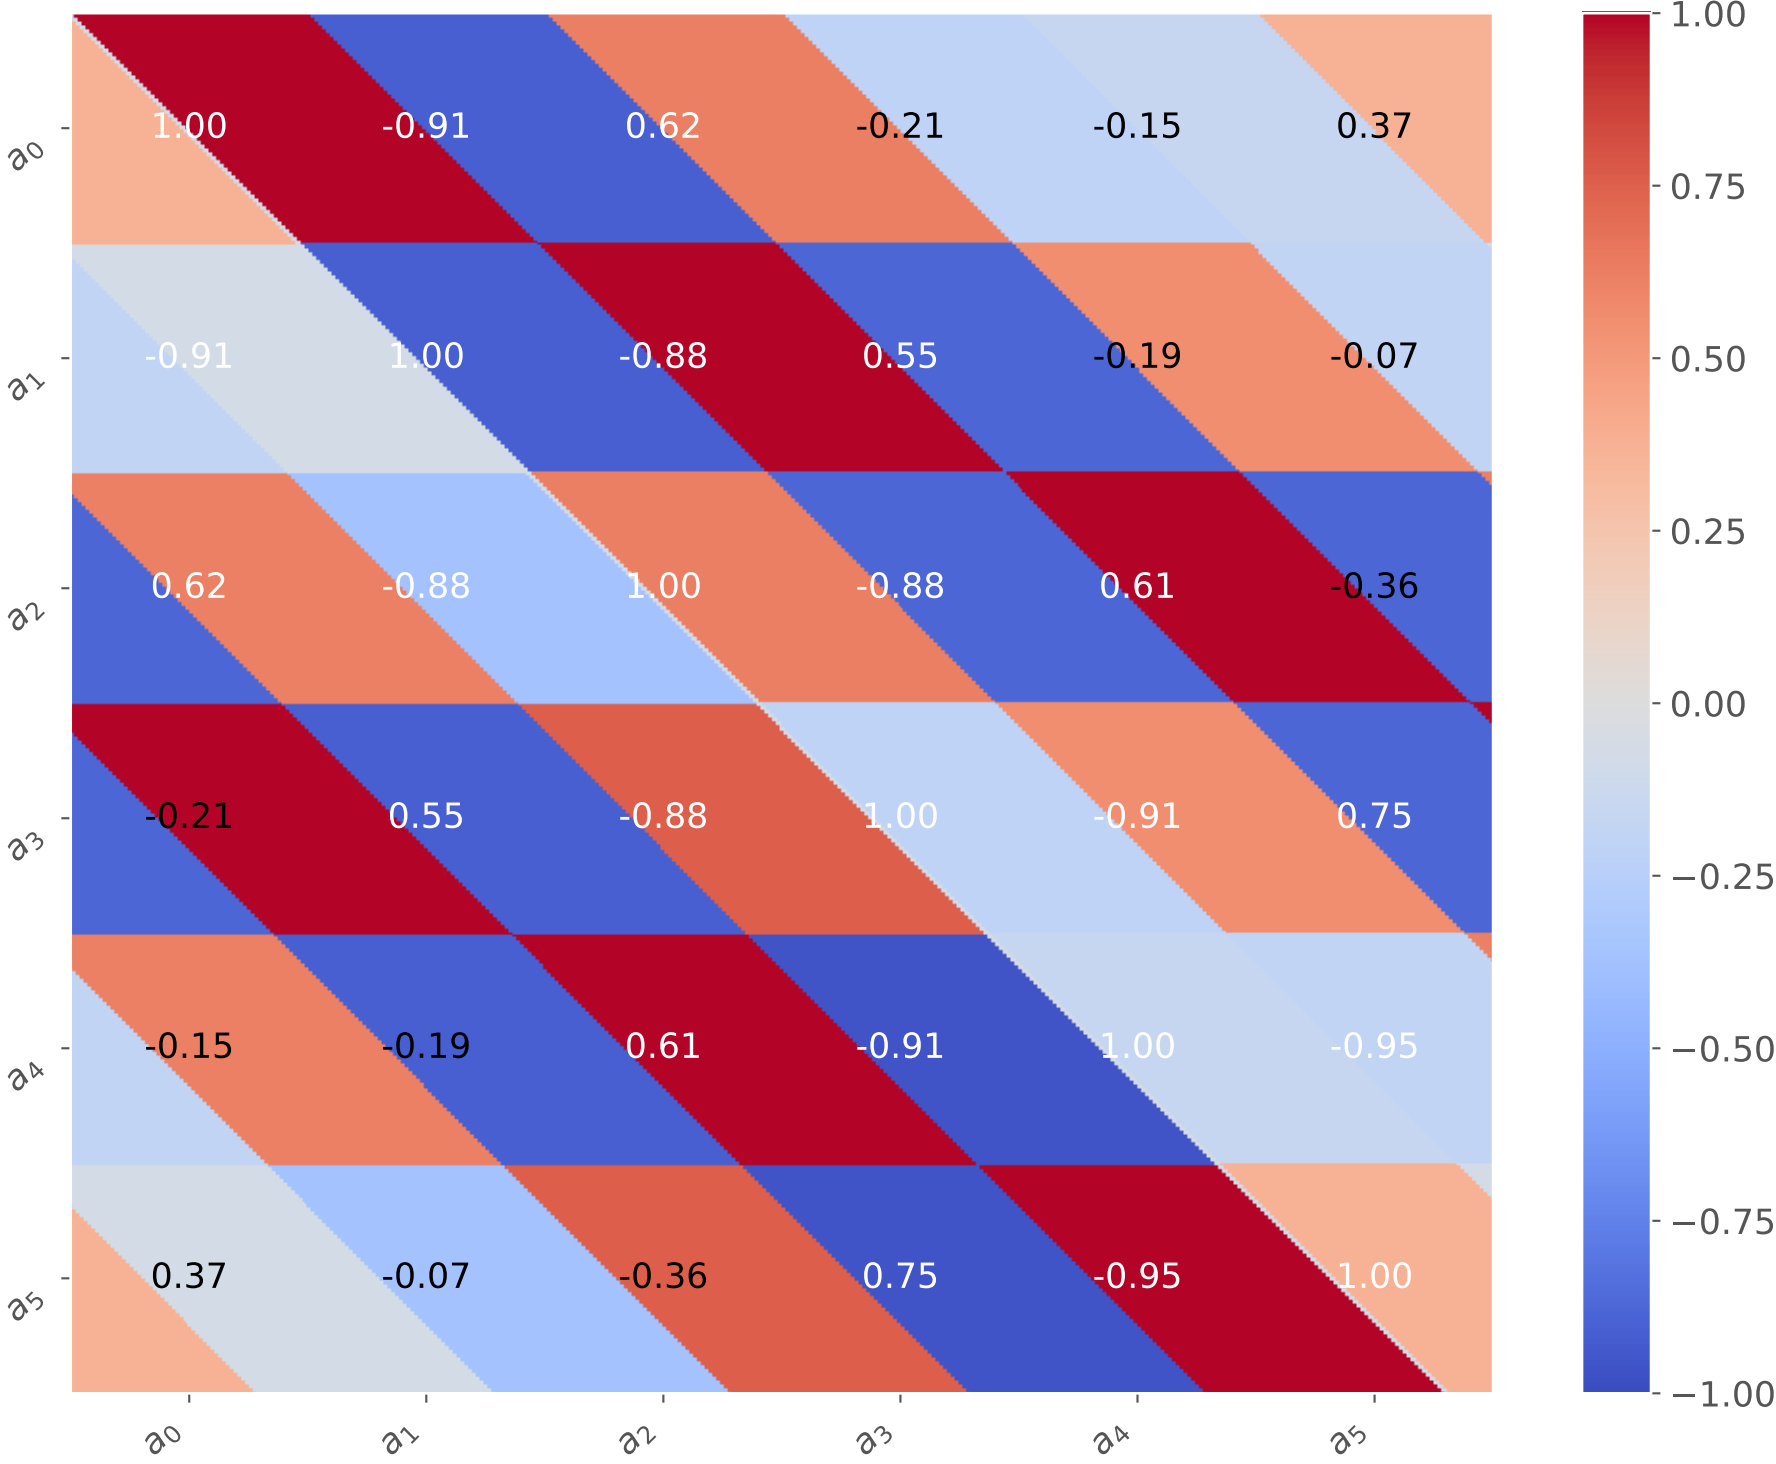 1.00
a0 1.00 -0.91 0.62 -0.21 -0.15 0.37
0.75
a1 -0.91 1.00 -0.88 0.55 -0.19 -0.07
0.50
0.25
a2 0.62 -0.88 1.00 -0.88 0.61 -0.36
0.00
a3 -0.21 0.55 -0.88 1.00 -0.91 0.75
−0.25
a4 -0.15 -0.19 0.61 -0.91 1.00 -0.95
−0.50
−0.75
a5 0.37 -0.07 -0.36 0.75 -0.95 1.00
−1.00
a0 a1 a2 a3 a4 a5